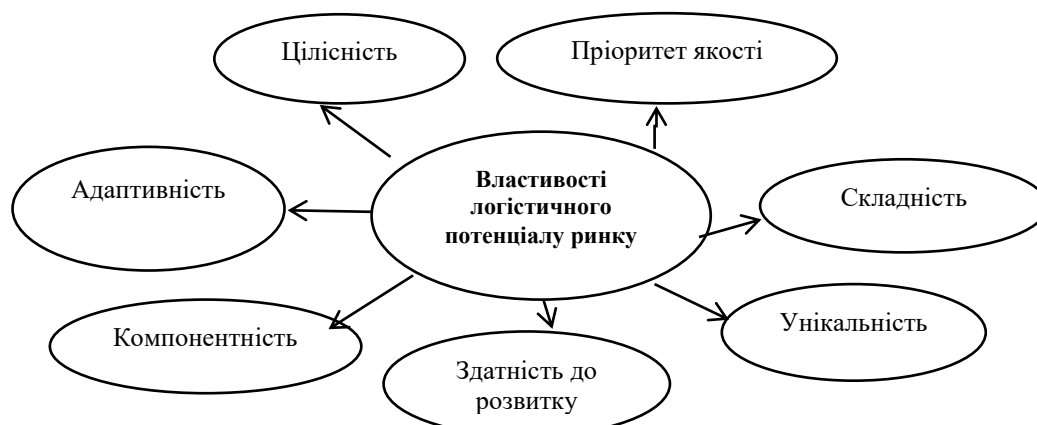 Цілісність
Пріоритет якості
Адаптивність
Властивості
логістичного
потенціалу ринку
Складність
Компонентність
Унікальність
Здатність до
розвитку